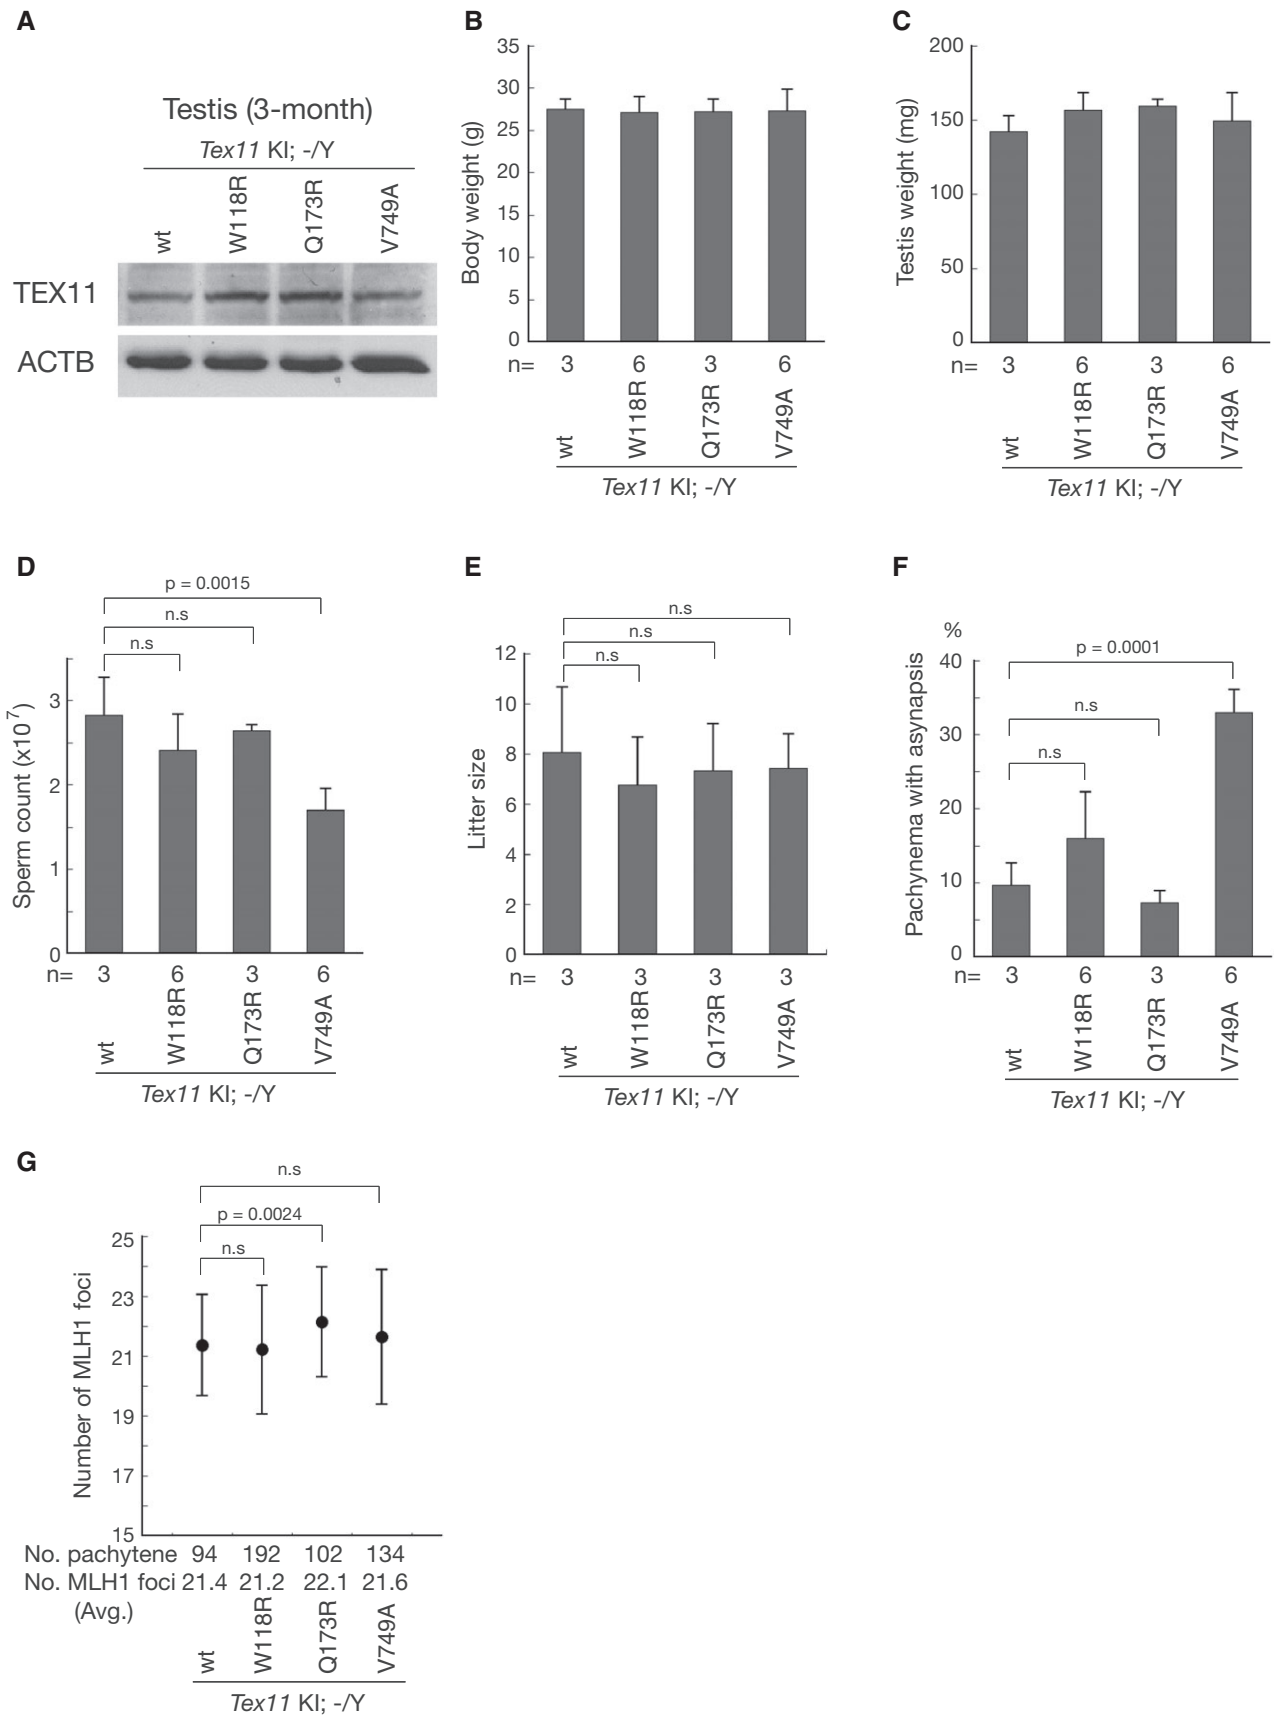 A
Testis (3-month)
Tex11 KI; -/Y
wt
W118R
Q173R
V749A
TEX11
ACTB
B
Body weight (g)
35
30
25
20
15
10
5
0
n= 3 6 3 6
wt
W118R
Q173R
V749A
Tex11 KI; -/Y
C
Testis weight (mg)
200
150
100
50
0
n= 3 6 3 6
wt
W118R
Q173R
V749A
Tex11 KI; -/Y
D
p = 0.0015
n.s
n.s
Sperm count (x10⁷)
3
2
1
0
n= 3 6 3 6
wt
W118R
Q173R
V749A
Tex11 KI; -/Y
E
n.s
n.s
n.s
Litter size
12
10
8
6
4
2
0
n= 3 3 3 3
wt
W118R
Q173R
V749A
Tex11 KI; -/Y
F
%
p = 0.0001
n.s
n.s
Pachynema with asynapsis
40
30
20
10
0
n= 3 6 3 6
wt
W118R
Q173R
V749A
Tex11 KI; -/Y
G
n.s
p = 0.0024
n.s
Number of MLH1 foci
25
23
21
19
17
15
No. pachytene 94 192 102 134
No. MLH1 foci 21.4 21.2 22.1 21.6
(Avg.)
wt
W118R
Q173R
V749A
Tex11 KI; -/Y